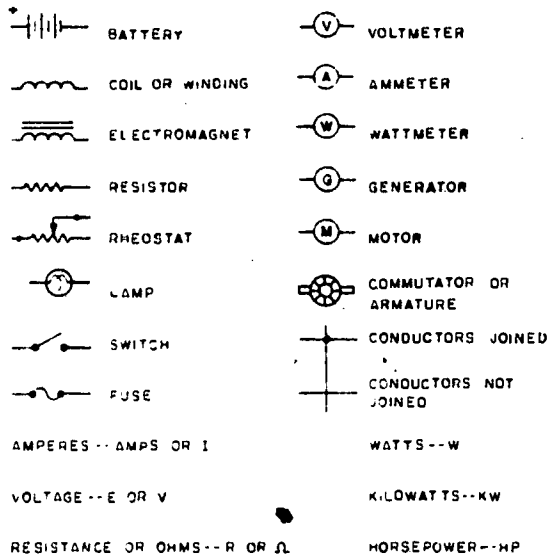 +
BATTERY
COIL OR WINDING
ELECTROMAGNET
RESISTOR
RHEOSTAT
LAMP
SWITCH
FUSE
V VOLTMETER
A AMMETER
W WATTMETER
G GENERATOR
M MOTOR
COMMUTATOR OR
ARMATURE
CONDUCTORS JOINED
CONDUCTORS NOT
JOINED
AMPERES--AMPS OR I
VOLTAGE--E OR V
RESISTANCE OR OHMS--R OR Ω
WATTS--W
KILOWATTS--KW
HORSEPOWER--HP